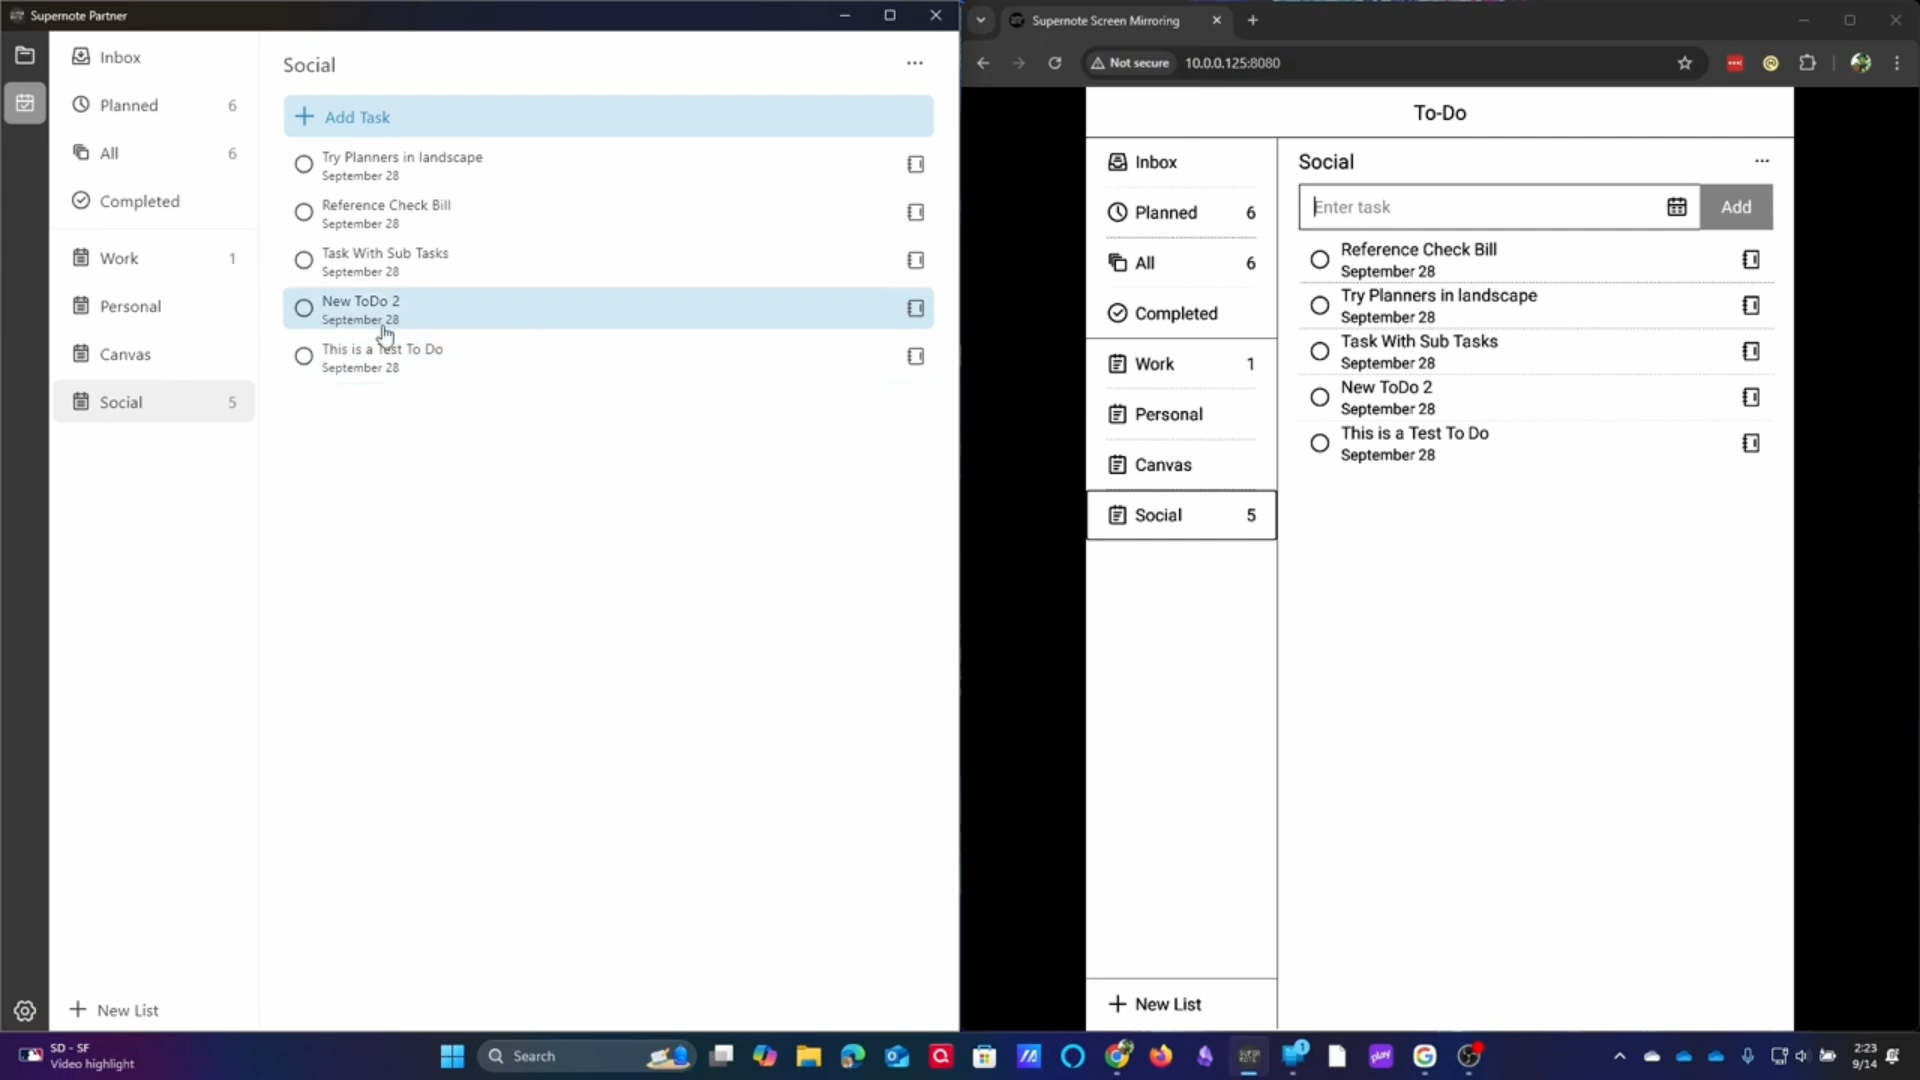 Supernote Partner
Inbox
Planned 6
All 6
Completed
Work 1
Personal
Canvas
Social 5
New List
Social
Add Task
Try Planners in landscape
September 28
Reference Check Bill
September 28
Task With Sub Tasks
September 28
New ToDo 2
September 28
This is a Test To Do
September 28
Supernote Screen Mirroring
Not secure 10.0.0.125:8080
To-Do
Inbox
Planned 6
All 6
Completed
Work 1
Personal
Canvas
Social 5
New List
Social
Enter task
Add
Reference Check Bill
September 28
Try Planners in landscape
September 28
Task With Sub Tasks
September 28
New ToDo 2
September 28
This is a Test To Do
September 28
SD - SF
Video highlight
Search
play
1
2:23
9/14